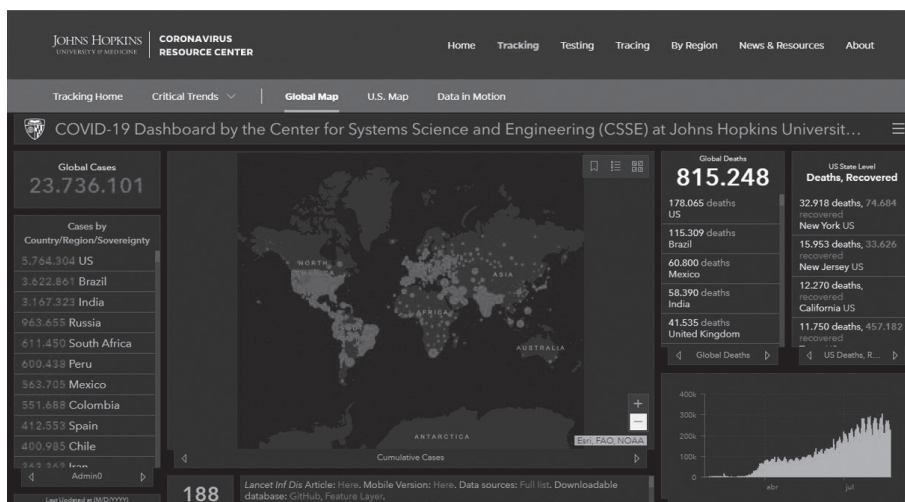 JOHNS HOPKINS
UNIVERSITY & MEDICINE
CORONAVIRUS
RESOURCE CENTER
Home Tracking Testing Tracing By Region News & Resources About
Tracking Home Critical Trends Global Map U.S. Map Data in Motion
COVID-19 Dashboard by the Center for Systems Science and Engineering (CSSE) at Johns Hopkins Universit...
Global Cases
23.736.101
Cases by
Country/Region/Sovereignty
5.764.304 US
3.622.861 Brazil
3.167.323 India
963.655 Russia
611.450 South Africa
600.438 Peru
563.705 Mexico
551.688 Colombia
412.553 Spain
400.985 Chile
Iran
Admin0
Last Updated at (M/D/YYYY)
NORTH
AMERICA
ASIA
AFRICA
AUSTRALIA
ANTARCTICA
Esri, FAO, NOAA
Cumulative Cases
188
Lancet Inf Dis Article: Here. Mobile Version: Here. Data sources: Full list. Downloadable
database: GitHub, Feature Layer.
Global Deaths
815.248
178.065 deaths
US
115.309 deaths
Brazil
60.800 deaths
Mexico
58.390 deaths
India
41.535 deaths
United Kingdom
Global Deaths
US State Level
Deaths, Recovered
32.918 deaths, 74.684
recovered
New York US
15.953 deaths, 33.626
recovered
New Jersey US
12.270 deaths,
recovered
California US
11.750 deaths, 457.182
US Deaths, R...
400k
300k
200k
100k
0
abr jul